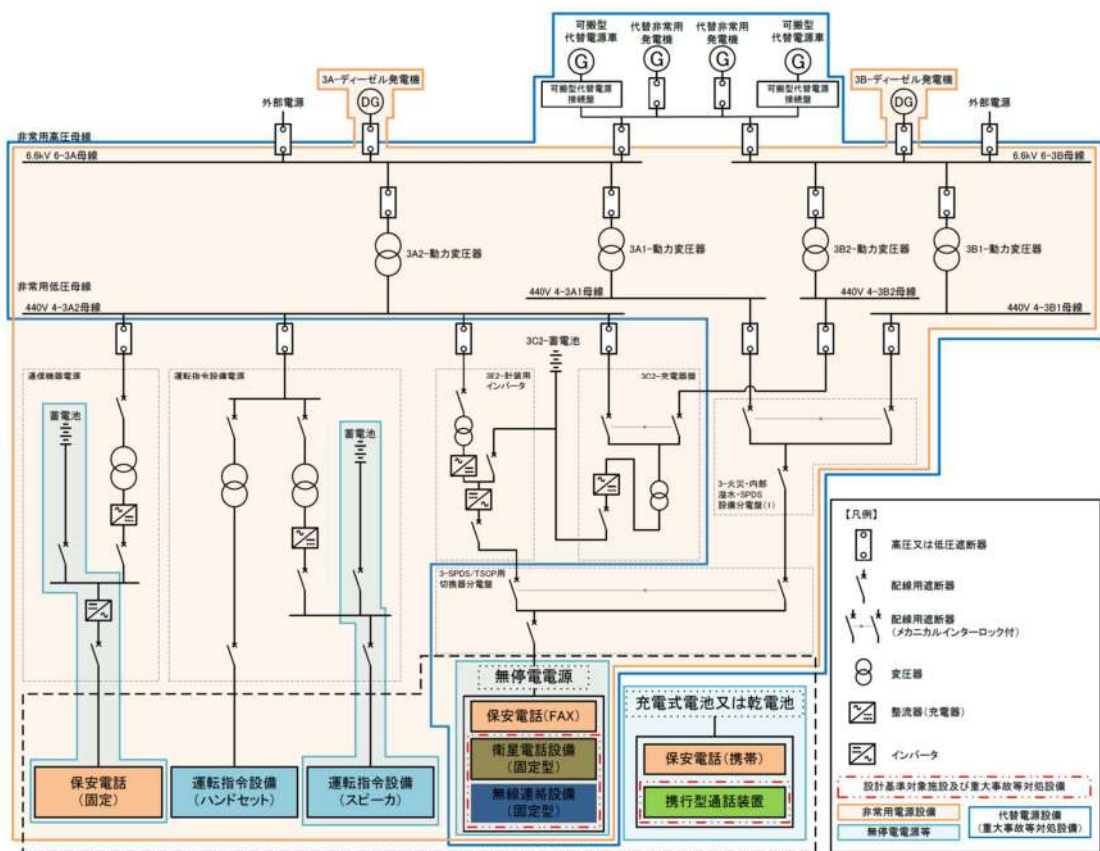 可搬型
代替電源車
代替非常用
発電機
代替非常用
発電機
可搬型
代替電源車
G
G
G
G
3A-ディーゼル発電機
3B-ディーゼル発電機
可搬型代替電源
接続盤
可搬型代替電源
接続盤
外部電源
DG
DG
外部電源
非常用高圧母線
6.6kV 6-3A母線
6.6kV 6-3B母線
3A2-動力変圧器
3A1-動力変圧器
3B2-動力変圧器
3B1-動力変圧器
非常用低圧母線
440V 4-3A2母線
440V 4-3A1母線
440V 4-3B2母線
440V 4-3B1母線
3C2-蓄電池
通信機器電源
運転指令設備電源
3E2-計装用
インバータ
3C2-充電器盤
蓄電池
蓄電池
3-火災・内部
溢水・SPDS
設備分電盤(1)
3-SPDS/TSCP用
切換器分電盤
無停電電源
保安電話(FAX)
衛星電話設備
(固定型)
無線連絡設備
(固定型)
充電式電池又は乾電池
保安電話(携帯)
携行型通話装置
保安電話
(固定)
運転指令設備
(ハンドセット)
運転指令設備
(スピーカ)
【凡例】
高圧又は低圧遮断器
配線用遮断器
配線用遮断器
(メカニカルインターロック付)
変圧器
整流器(充電器)
インバータ
設計基準対象施設及び重大事故等対処設備
非常用電源設備
無停電電源等
代替電源設備
(重大事故等対処設備)